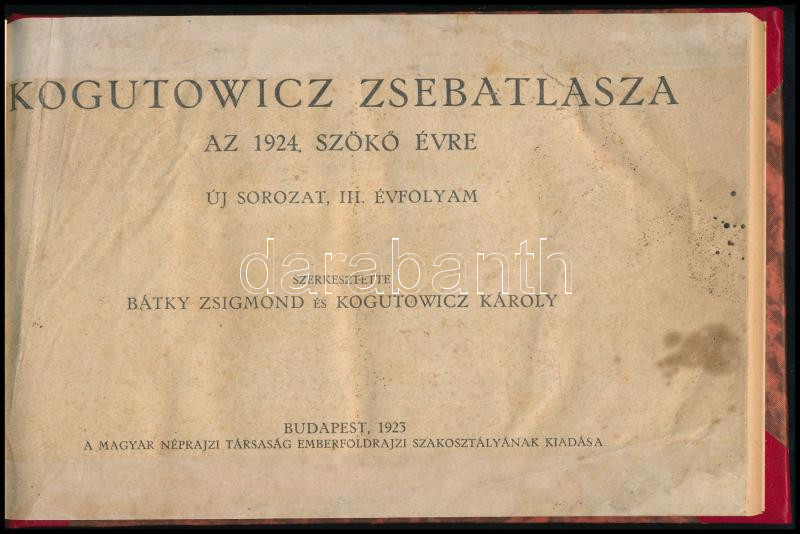 KOGUTOWICZ ZSEBATLASZA
AZ 1924. SZÖKŐ ÉVRE
ÚJ SOROZAT, III. ÉVFOLYAM
darabanth
SZERKESZTETTE
BÁTKY ZSIGMOND ÉS KOGUTOWICZ KÁROLY
BUDAPEST, 1923
A MAGYAR NÉPRAJZI TÁRSASÁG EMBERFÖLDRAJZI SZAKOSZTÁLYÁNAK KIADÁSA